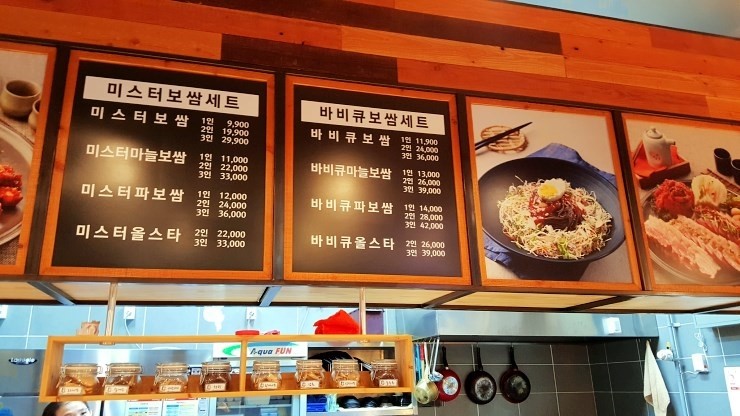 미스터보쌈세트
미스터보쌈 1인 9,900
2인 19,900
3인 29,900
미스터마늘보쌈 1인 11,000
2인 22,000
3인 33,000
미스터파보쌈 1인 12,000
2인 24,000
3인 36,000
미스터올스타 2인 22,000
3인 33,000
바비큐보쌈세트
바비큐보쌈 1인 11,900
2인 24,000
3인 36,000
바비큐마늘보쌈 1인 13,000
2인 26,000
3인 39,000
바비큐파보쌈 1인 14,000
2인 28,000
3인 42,000
바비큐올스타 2인 26,000
3인 39,000
A-qua FUN